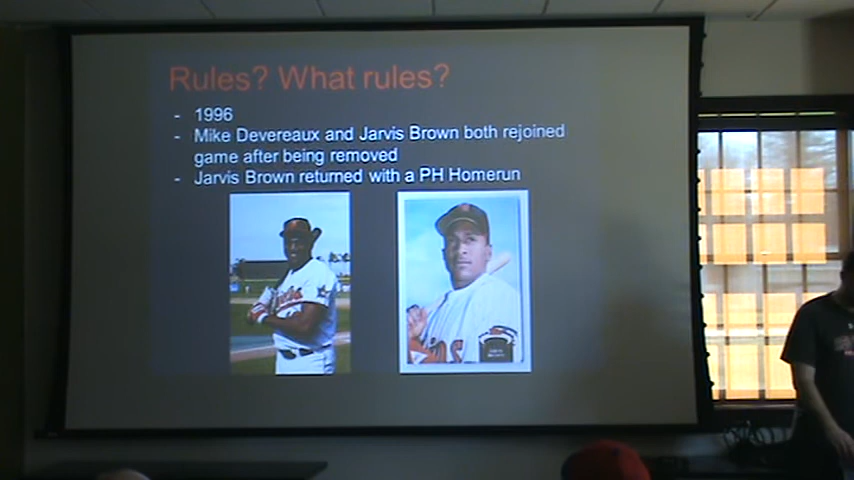 Rules? What rules?
- 1996
- Mike Devereaux and Jarvis Brown both rejoined
game after being removed
- Jarvis Brown returned with a PH Homerun